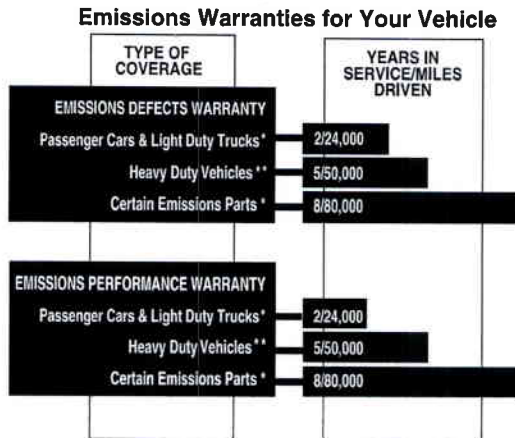 Emissions Warranties for Your Vehicle
TYPE OF
COVERAGE
YEARS IN
SERVICE/MILES
DRIVEN
EMISSIONS DEFECTS WARRANTY
Passenger Cars & Light Duty Trucks* 2/24,000
Heavy Duty Vehicles** 5/50,000
Certain Emissions Parts* 8/80,000
EMISSIONS PERFORMANCE WARRANTY
Passenger Cars & Light Duty Trucks* 2/24,000
Heavy Duty Vehicles** 5/50,000
Certain Emissions Parts* 8/80,000